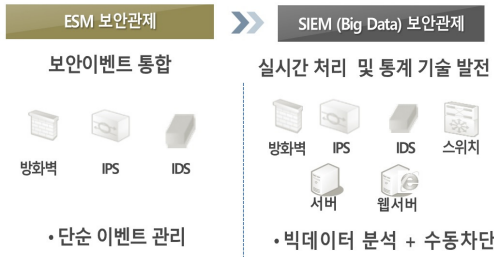 ESM 보안관제
보안이벤트 통합
방화벽 IPS IDS
• 단순 이벤트 관리
SIEM (Big Data) 보안관제
실시간 처리 및 통계 기술 발전
방화벽 IPS IDS 스위치
서버 웹서버
• 빅데이터 분석 + 수동차단